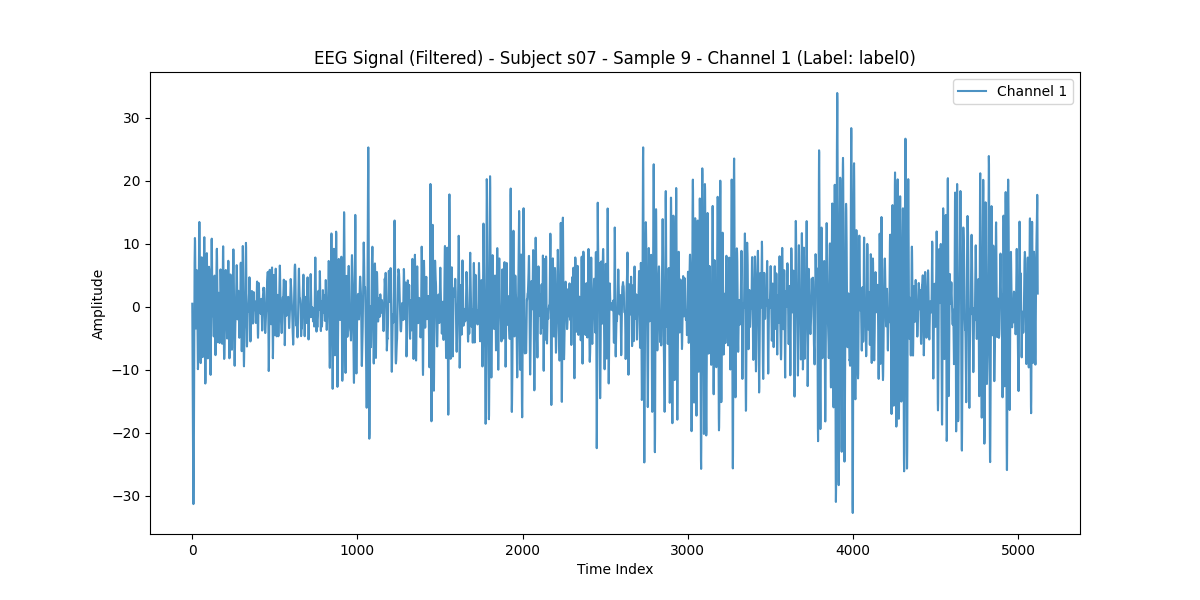 EEG Signal (Filtered) - Subject s07 - Sample 9 - Channel 1 (Label: label0)
Channel 1
30
20
10
0
−10
−20
−30
Amplitude
0 1000 2000 3000 4000 5000
Time Index